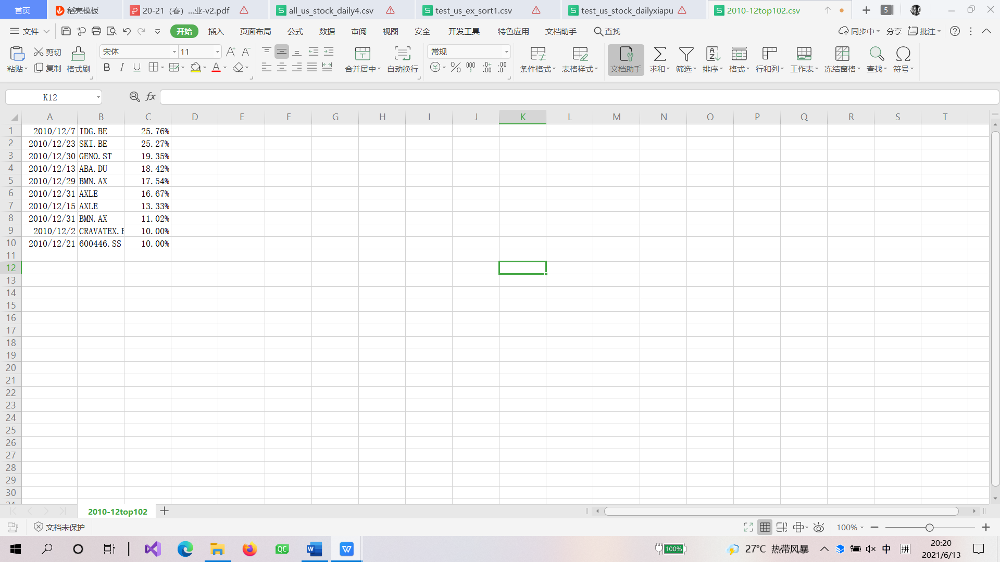 首页 稻壳模板 20-21（春）...业-v2.pdf all_us_stock_daily4.csv test_us_ex_sort1.csv test_us_stock_dailyxiapu 2010-12top102.csv 5
文件 开始 插入 页面布局 公式 数据 审阅 视图 安全 开发工具 特色应用 文档助手 查找 同步中 分享 批注
粘贴 剪切 复制 格式刷 宋体 11 合并居中 自动换行 常规 条件格式 表格样式 文档助手 求和 筛选 排序 格式 行和列 工作表 冻结窗格 查找 符号
K12 fx
A B C D E F G H I J K L M N O P Q R S T
1 2010/12/7 IDG.BE 25.76%
2 2010/12/23 SKI.BE 25.27%
3 2010/12/30 GENO.ST 19.35%
4 2010/12/13 ABA.DU 18.42%
5 2010/12/29 BMN.AX 17.54%
6 2010/12/31 AXLE 16.67%
7 2010/12/15 AXLE 13.33%
8 2010/12/31 BMN.AX 11.02%
9 2010/12/2 CRAVATEX. 10.00%
10 2010/12/21 600446.SS 10.00%
11
12
13
14
15
16
17
18
19
20
21
22
23
24
25
26
27
28
29
30
2010-12top102
文档未保护 100%
100% 27°C 热带风暴 中 拼 20:20
2021/6/13